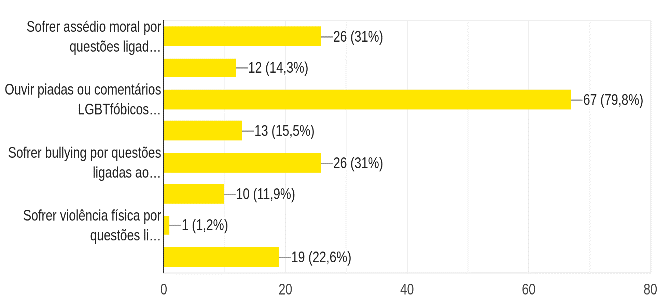 Sofrer assédio moral por
questões ligad…
26 (31%)
12 (14,3%)
Ouvir piadas ou comentários
LGBTfóbicos…
67 (79,8%)
13 (15,5%)
Sofrer bullying por questões
ligadas ao…
26 (31%)
10 (11,9%)
Sofrer violência física por
questões li…
1 (1,2%)
19 (22,6%)
0 20 40 60 80